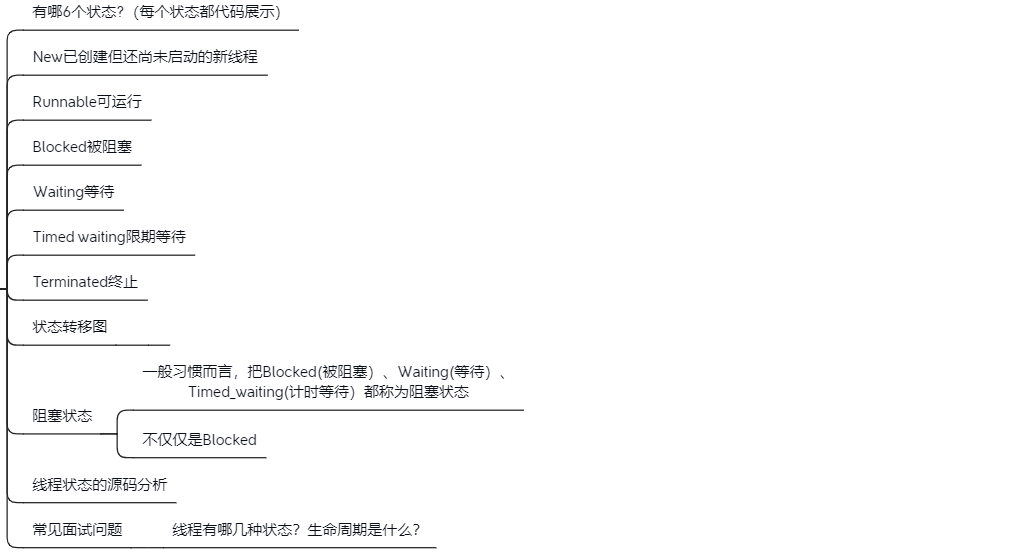 有哪6个状态？(每个状态都代码展示)
New已创建但还尚未启动的新线程
Runnable可运行
Blocked被阻塞
Waiting等待
Timed waiting限期等待
Terminated终止
状态转移图
一般习惯而言，把Blocked(被阻塞）、Waiting(等待）、
Timed_waiting(计时等待）都称为阻塞状态
阻塞状态
不仅仅是Blocked
线程状态的源码分析
常见面试问题 线程有哪几种状态？生命周期是什么？